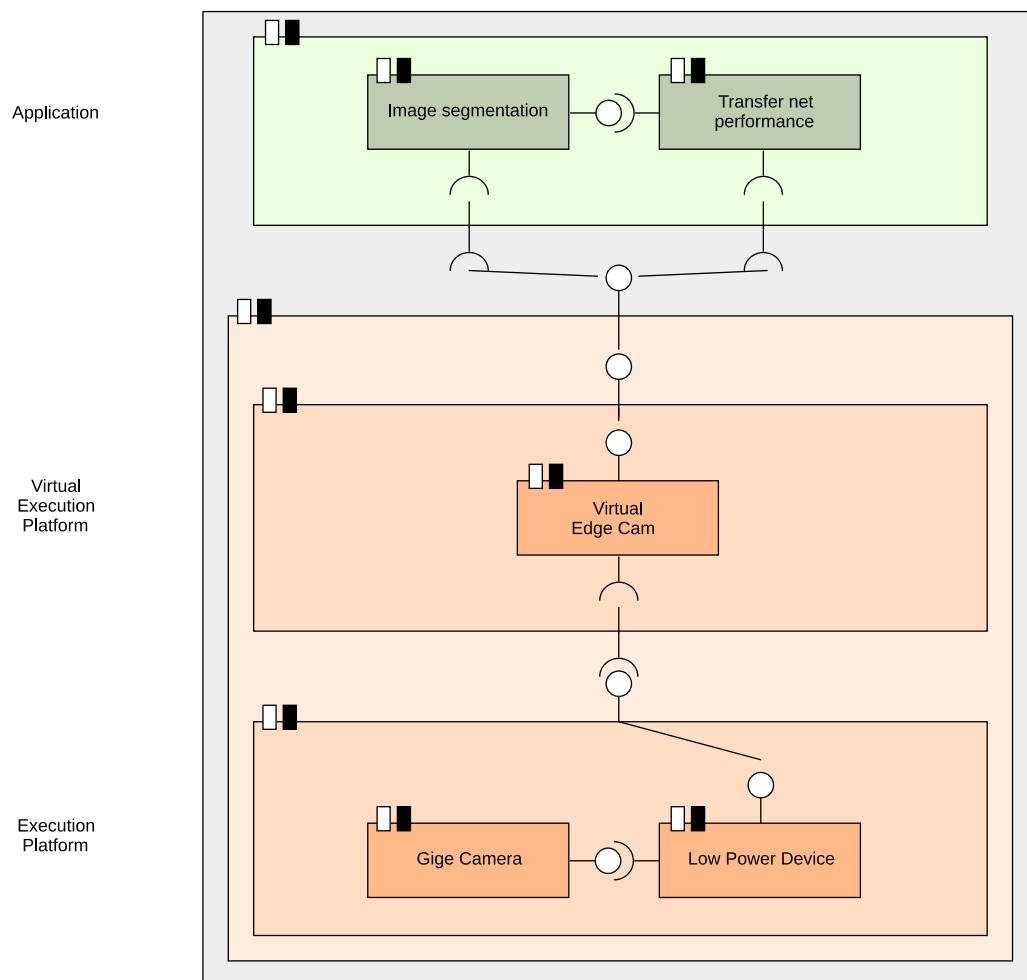 Application
Image segmentation
Transfer net
performance
Virtual
Execution
Platform
Virtual
Edge Cam
Execution
Platform
Gige Camera
Low Power Device